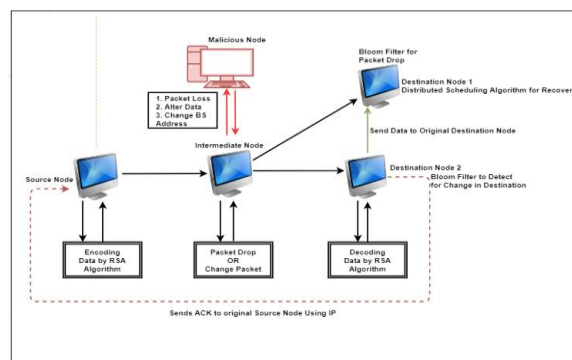 Malicious Node
Bloom Filter for
Packet Drop
Destination Node 1
Distributed Scheduling Algorithm for Recover
1. Packet Loss
2. Alter Data
3. Change BS
Address
Intermediate Node
Send Data to Original Destination Node
Source Node
Destination Node 2
Bloom Filter to Detect
for Change in Destination
Encoding
Data by RSA
Algorithm
Packet Drop
OR
Change Packet
Decoding
Data by RSA
Algorithm
Sends ACK to original Source Node Using IP